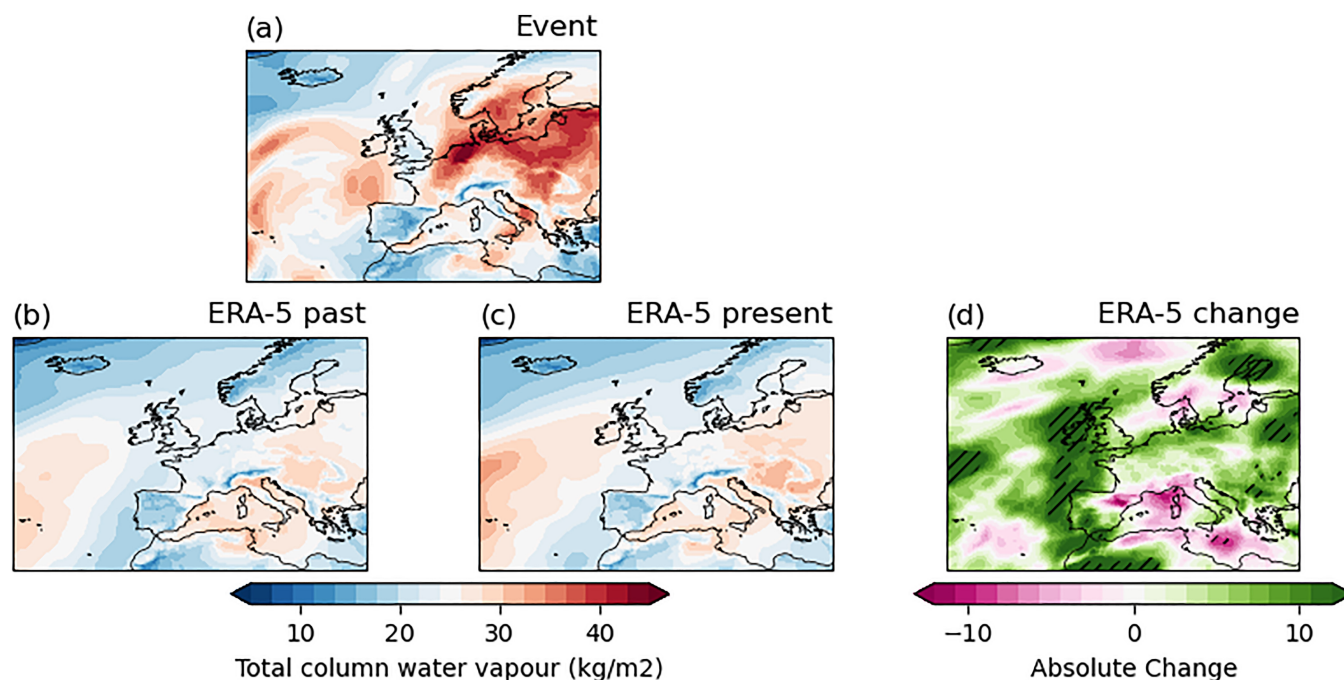 (a) Event
(b) ERA-5 past
(c) ERA-5 present
(d) ERA-5 change
10 20 30 40
Total column water vapour (kg/m2)
−10 0 10
Absolute Change